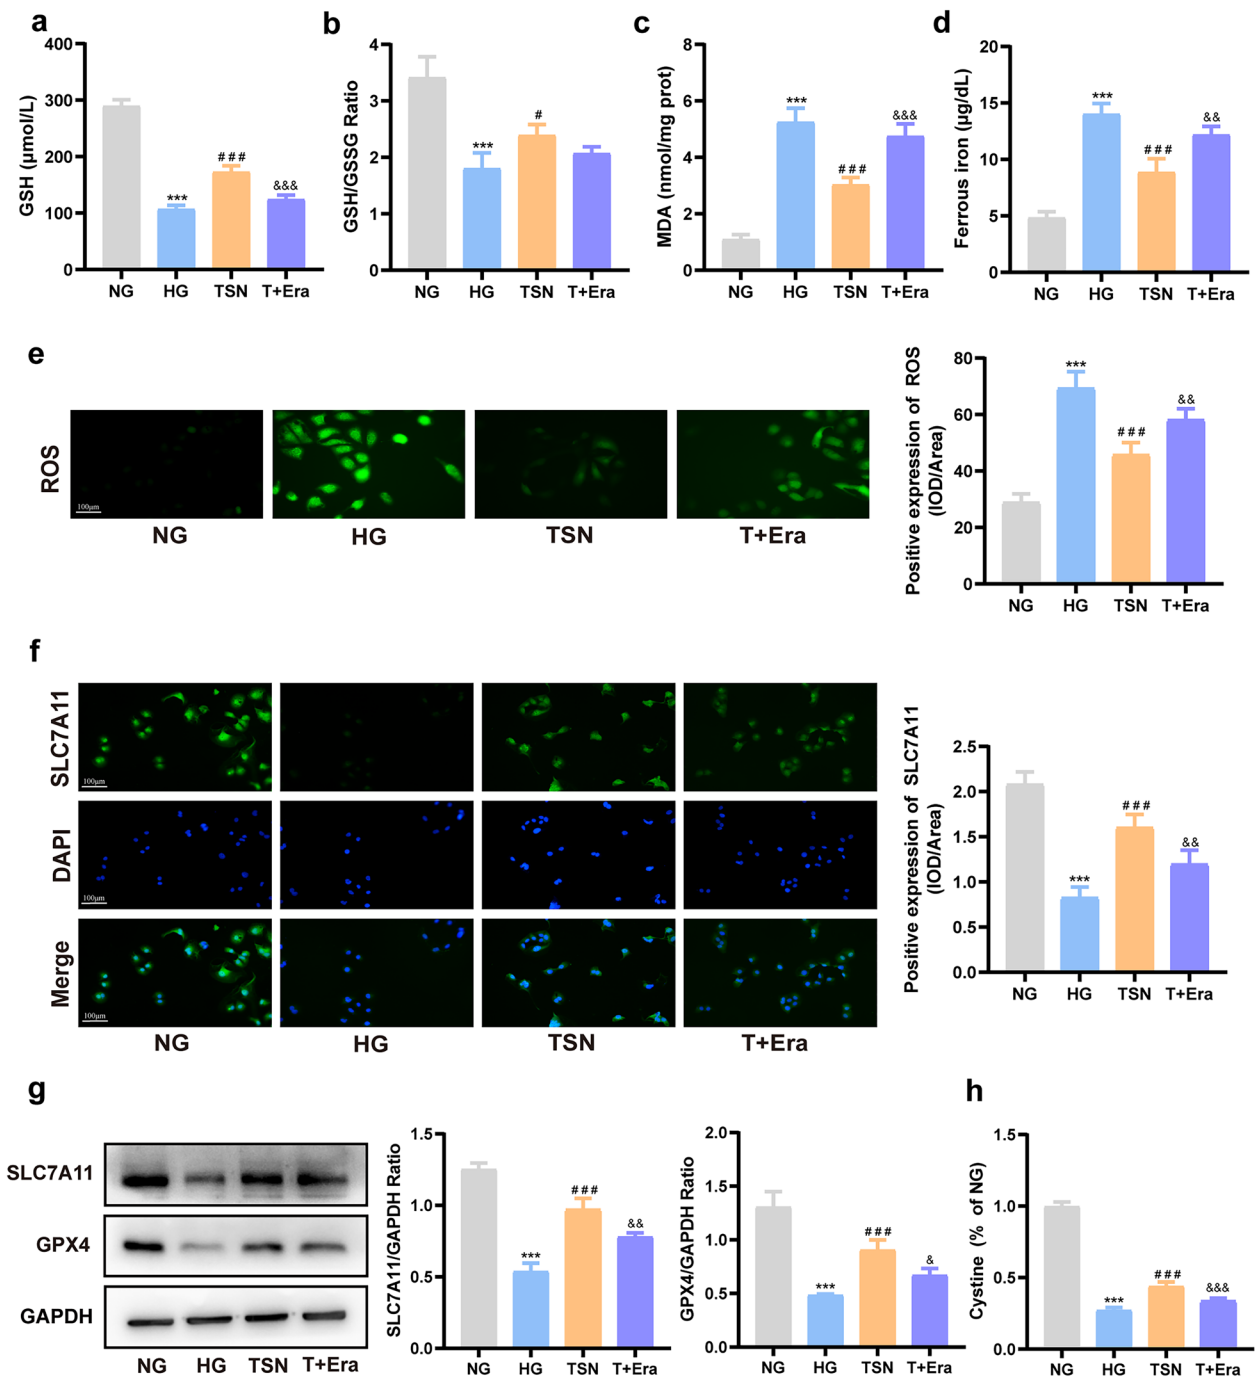 a
GSH (μmol/L)
400
300
200
100
0
***
###
&&&
NG HG TSN T+Era
b
GSH/GSSG Ratio
4
3
2
1
0
***
#
NG HG TSN T+Era
c
MDA (nmol/mg prot)
8
6
4
2
0
***
###
&&&
NG HG TSN T+Era
d
Ferrous iron (μg/dL)
20
15
10
5
0
***
###
&&
NG HG TSN T+Era
e
ROS
100μm
NG HG TSN T+Era
Positive expression of ROS
(IOD/Area)
80
60
40
20
0
***
###
&&
NG HG TSN T+Era
f
SLC7A11
100μm
DAPI
100μm
Merge
100μm
NG HG TSN T+Era
Positive expression of SLC7A11
(IOD/Area)
2.5
2.0
1.5
1.0
0.5
0.0
***
###
&&
NG HG TSN T+Era
g
SLC7A11
GPX4
GAPDH
NG HG TSN T+Era
SLC7A11/GAPDH Ratio
1.5
1.0
0.5
0.0
***
###
&&
NG HG TSN T+Era
GPX4/GAPDH Ratio
2.0
1.5
1.0
0.5
0.0
***
###
&
NG HG TSN T+Era
h
Cystine (% of NG)
1.5
1.0
0.5
0.0
***
###
&&&
NG HG TSN T+Era